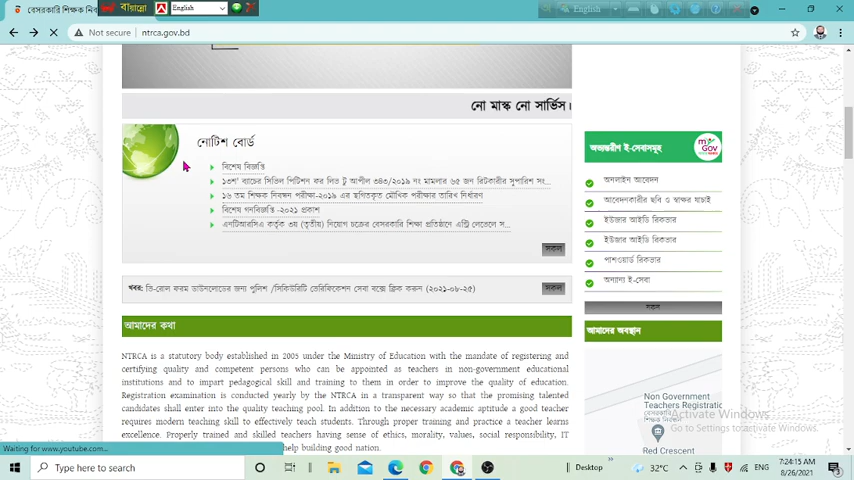 বেসরকারি শিক্ষক নিব
বায়ান্নো
English
English
Not secure
ntrca.gov.bd
নো মাস্ক নো সার্ভিস।
নোটিশ বোর্ড
বিশেষ বিজ্ঞপ্তি
১৩শ' ব্যাচের সিভিল পিটিশন ফর লিভ টু আপীল ৩৪৩/২০১৯ নং মামলার ৬৫ জন রিটকারীর সুপারিশ সং...
১৬ তম শিক্ষক নিবন্ধন পরীক্ষা-২০১৯ এর স্থগিতকৃত মৌখিক পরীক্ষার তারিখ নির্ধারণ
বিশেষ গণবিজ্ঞপ্তি -২০২১ প্রকাশ
এনটিআরসিএ কর্তৃক ৩য় (তৃতীয়) নিয়োগ চক্রের বেসরকারি শিক্ষা প্রতিষ্ঠানে এন্ট্রি লেভেলে স...
সকল
খবর: ভি-রোল ফরম ডাউনলোডের জন্য পুলিশ /সিকিউরিটি ভেরিফিকেশন সেবা বক্সে ক্লিক করুন (২০২১-০৮-২৫)
সকল
আমাদের কথা
NTRCA is a statutory body established in 2005 under the Ministry of Education with the mandate of registering and
certifying quality and competent persons who can be appointed as teachers in non-government educational
institutions and to impart pedagogical skill and training to them in order to improve the quality of education.
Registration examination is conducted yearly by the NTRCA in a transparent way so that the promising talented
candidates shall enter into the quality teaching pool. In addition to the necessary academic aptitude a good teacher
requires modern teaching skill to effectively teach students. Through proper training and practice a teacher learns
excellence. Properly trained and skilled teachers having sense of ethics, morality, values, social responsibility, IT
help building good nation.
অভ্যন্তরীণ ই-সেবাসমূহ
my Gov
অনলাইন আবেদন
আবেদনকারীর ছবি ও স্বাক্ষর যাচাই
ইউজার আইডি রিকভার
ইউজার আইডি রিকভার
পাশওয়ার্ড রিকভার
অন্যান্য ই-সেবা
সকল
আমাদের অবস্থান
Non Government
Teachers Registratio
Red Crescent
Activate Windows
Go to Settings to activate Windows.
Waiting for www.youtube.com...
Type here to search
Desktop
32°C
ENG
7:24:15 AM
8/26/2021
3